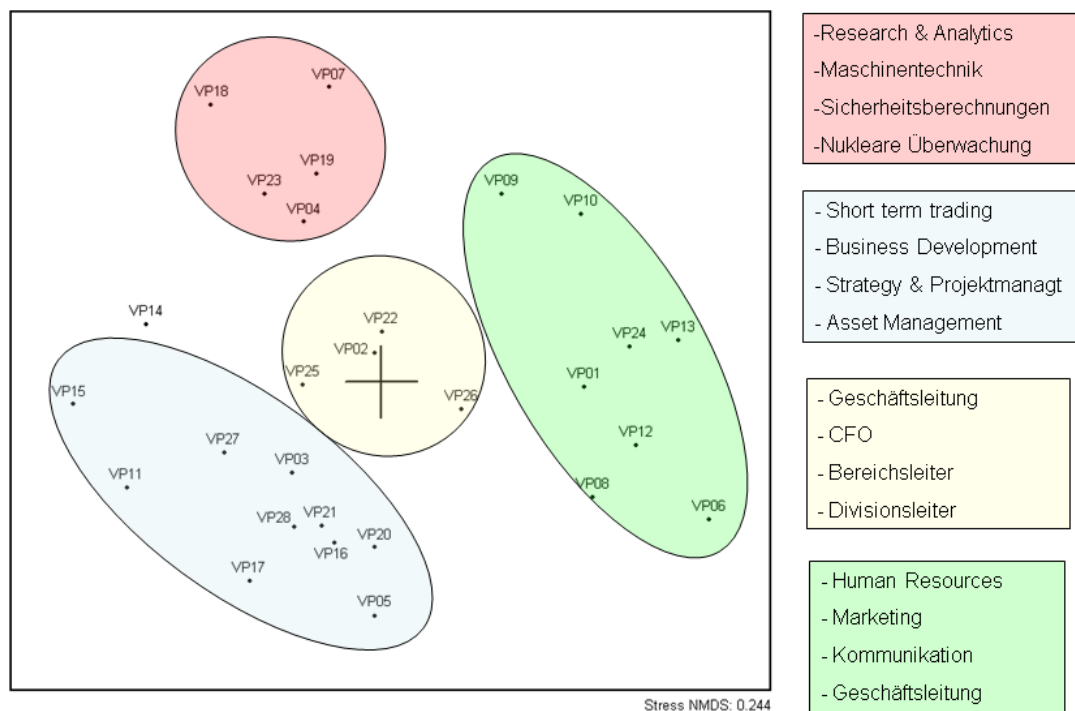 VP07
VP18
VP19
VP23
VP04
VP09
VP10
VP14
VP22
VP02
VP24
VP13
VP25
VP01
VP15
VP26
VP27
VP12
VP03
VP11
VP08
VP28
VP21
VP06
VP16
VP20
VP17
VP05
Stress NMDS: 0.244
-Research & Analytics
-Maschinentechnik
-Sicherheitsberechnungen
-Nukleare Überwachung
- Short term trading
- Business Development
- Strategy & Projektmanagt
- Asset Management
- Geschäftsleitung
- CFO
- Bereichsleiter
- Divisionsleiter
- Human Resources
- Marketing
- Kommunikation
- Geschäftsleitung